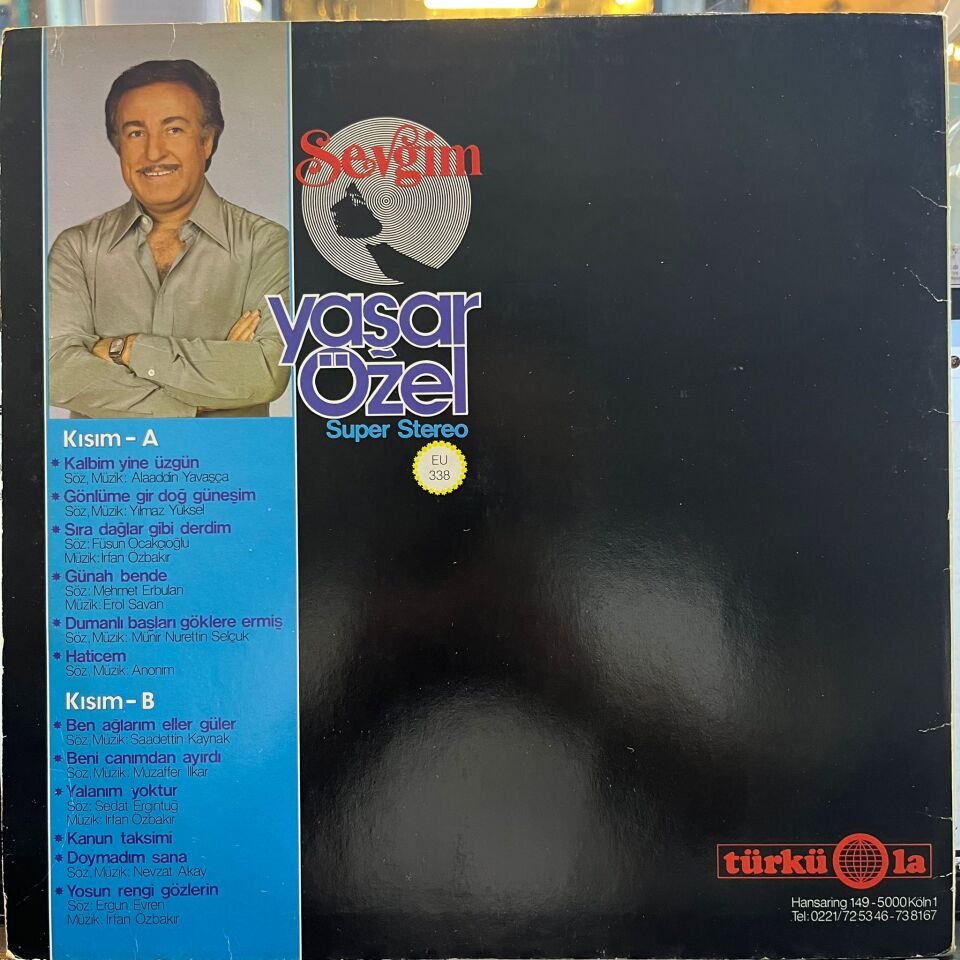 Sevgim
yaşar
Özel
Super Stereo
EU
338
Kısım - A
* Kalbim yine üzgün
Söz, Müzik: Alaaddin Yavaşça
* Gönlüme gir doğ güneşim
Söz, Müzik: Yılmaz Yüksel
* Sıra dağlar gibi derdim
Söz: Füsun Ocakçıoğlu
Müzik: İrfan Özbakır
* Günah bende
Söz: Mehmet Erbulan
Müzik: Erol Savan
* Dumanlı başları göklere ermiş
Söz, Müzik: Münir Nurettin Selçuk
* Haticem
Söz, Müzik: Anonim
Kısım - B
* Ben ağlarım eller güler
Söz, Müzik: Saadettin Kaynak
* Beni canımdan ayırdı
Söz, Müzik: Muzaffer İlkar
* Yalanım yoktur
Söz: Sedat Ergintuğ
Müzik: İrfan Özbakır
* Kanun taksimi
* Doymadım sana
Söz, Müzik: Nevzat Akay
* Yosun rengi gözlerin
Söz: Ergun Evren
Müzik: İrfan Özbakır
türkü la
Hansaring 149 - 5000 Köln 1
Tel: 0221/72 53 46 - 73 81 67